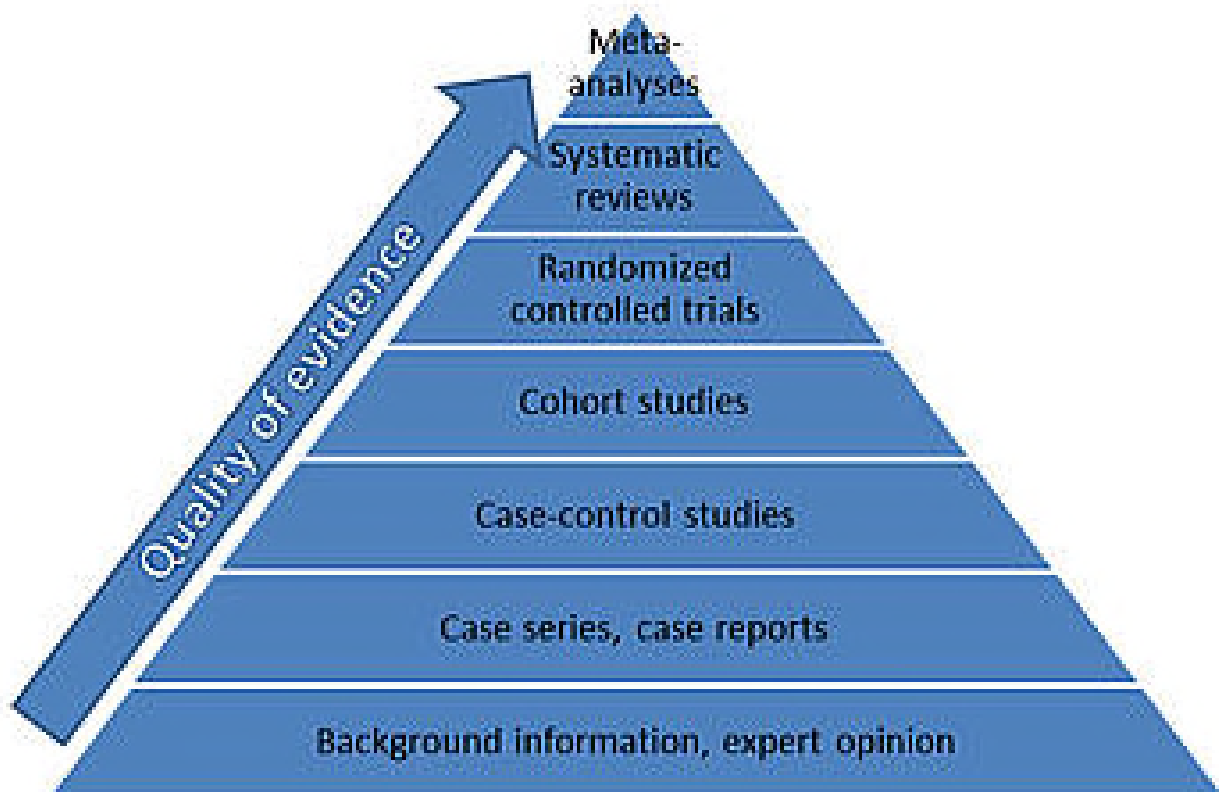 Meta-
analyses
Systematic
reviews
Randomized
controlled trials
Cohort studies
Case-control studies
Case series, case reports
Background information, expert opinion
Quality of evidence